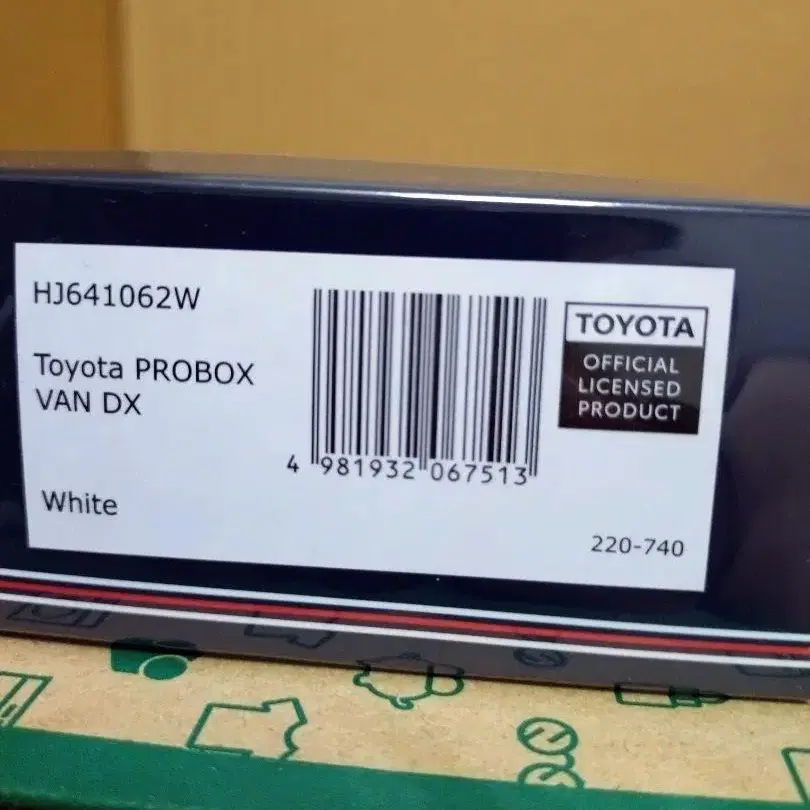 HJ641062W
Toyota PROBOX
VAN DX
White
4 981932 067513
TOYOTA
OFFICIAL
LICENSED
PRODUCT
220-740